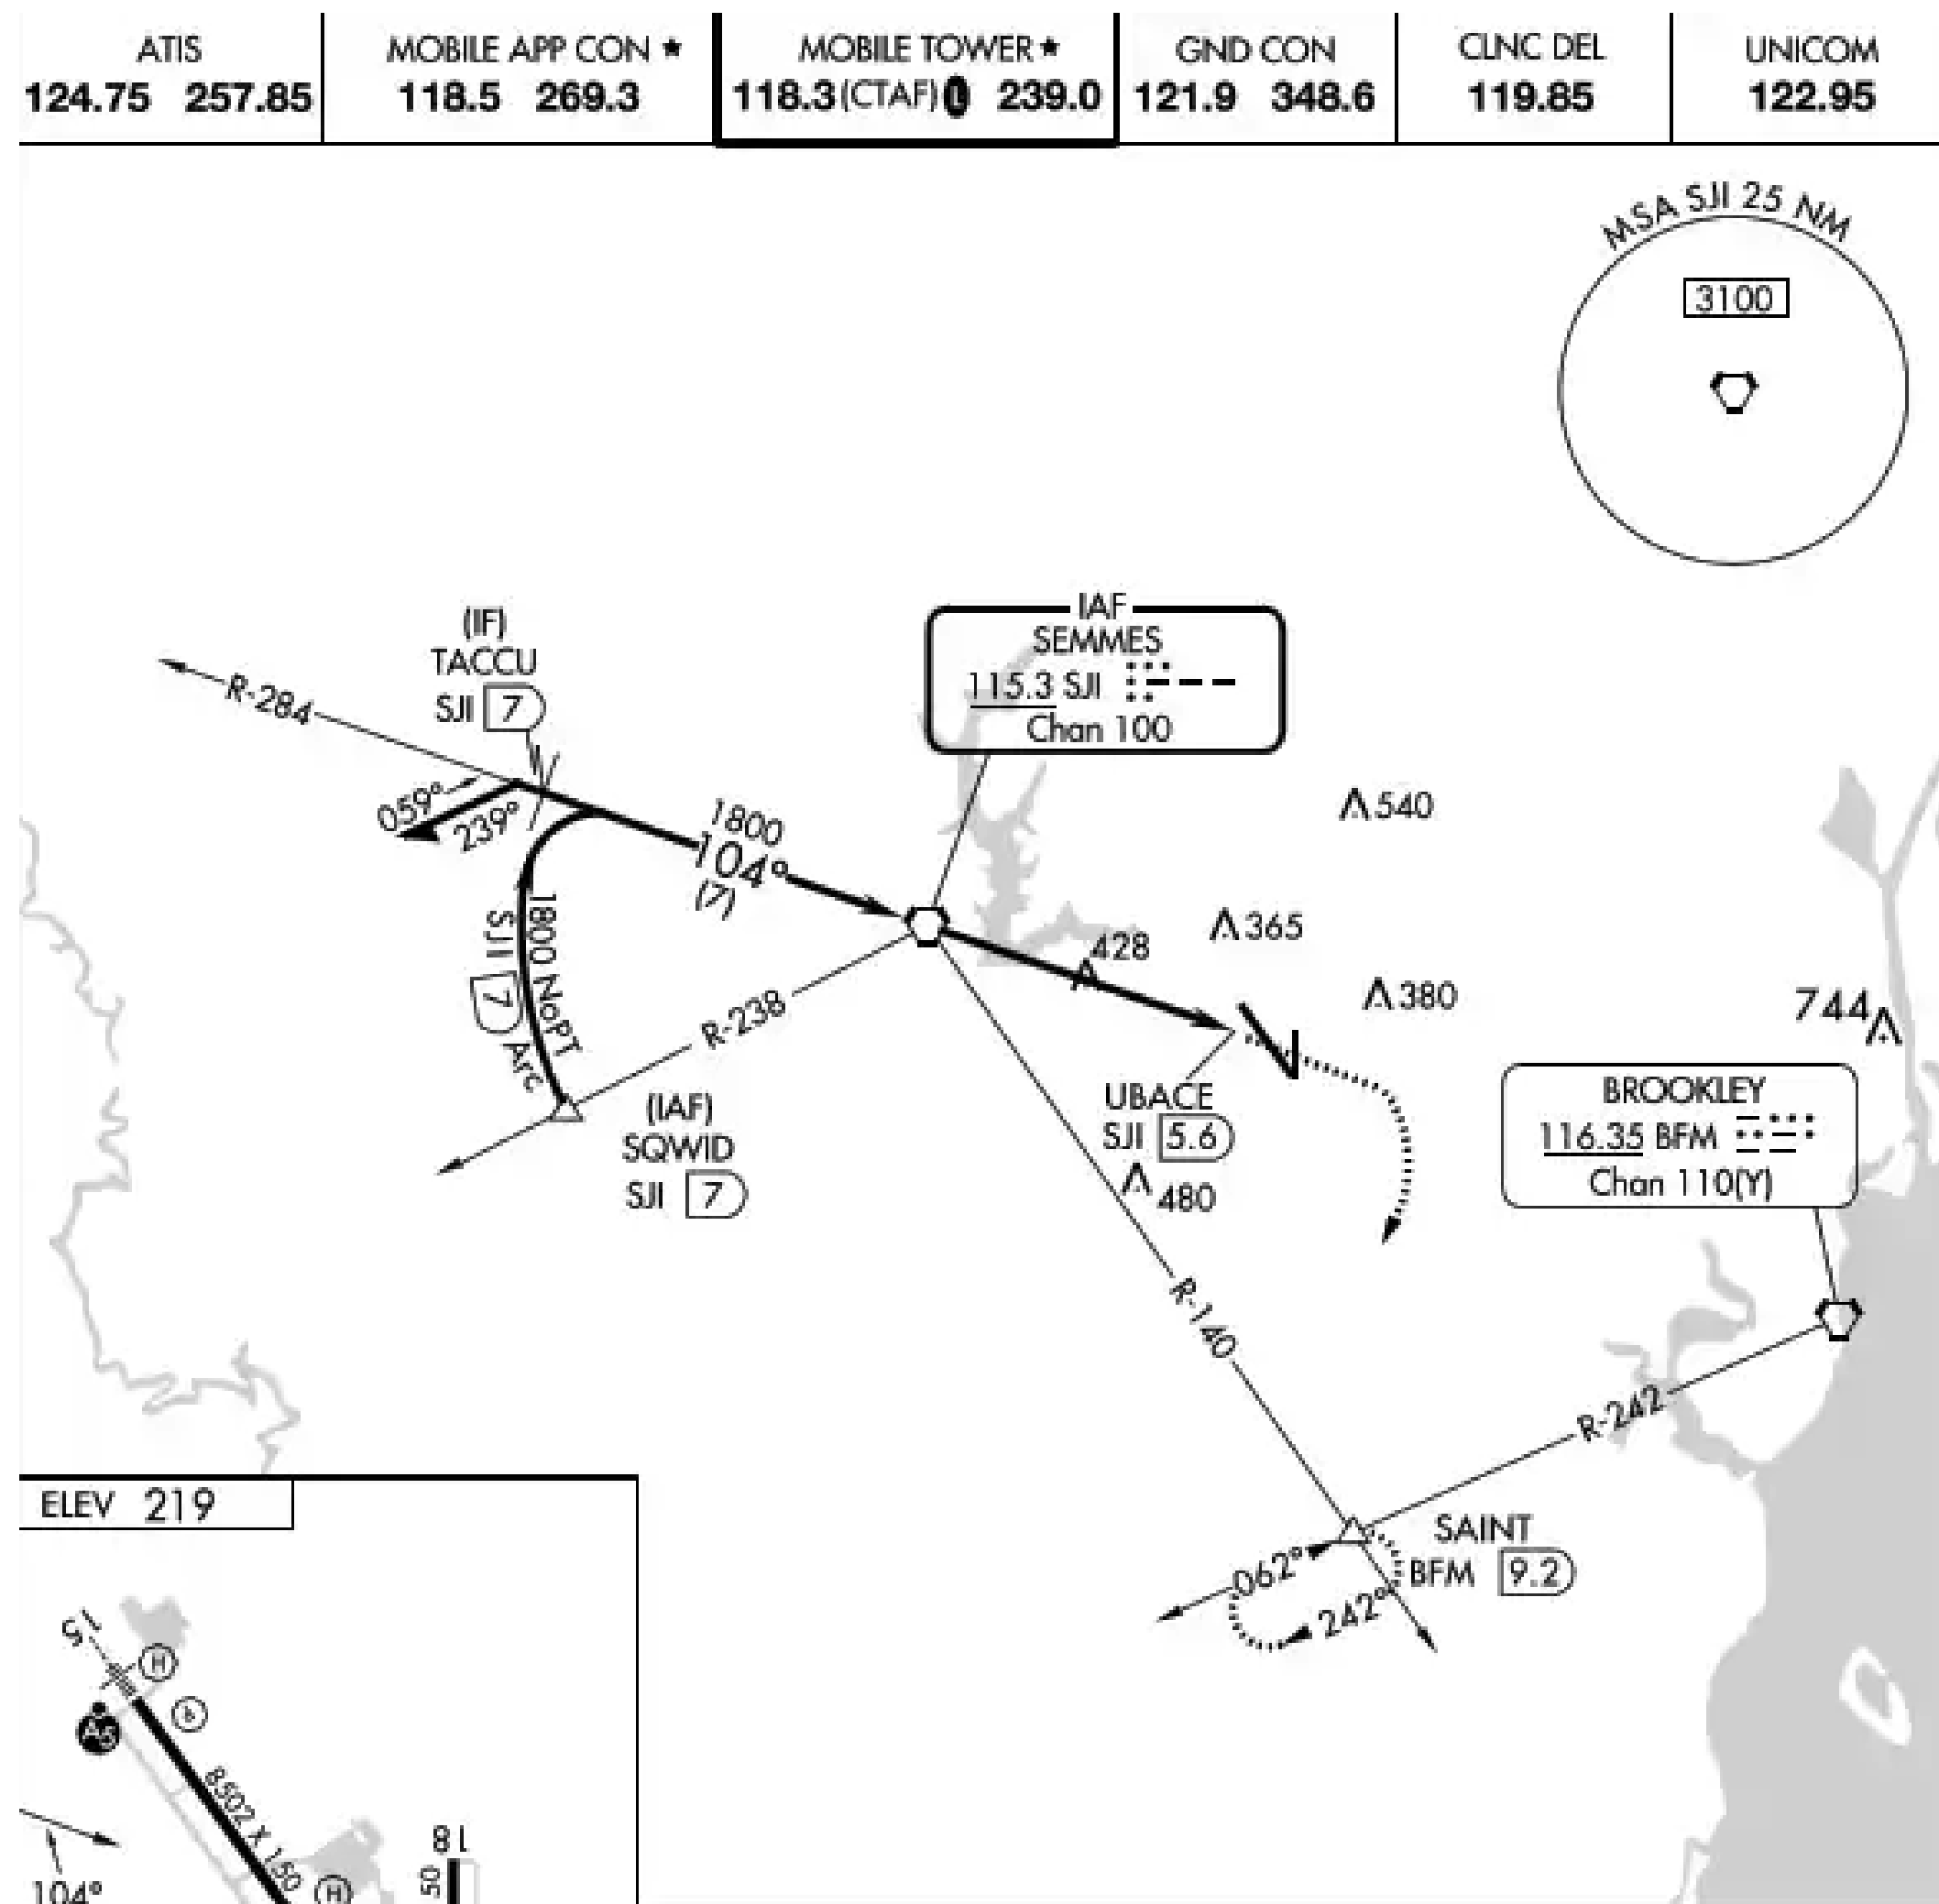 ATIS
124.75 257.85
MOBILE APP CON ★
118.5 269.3
MOBILE TOWER ★
118.3 (CTAF) L 239.0
GND CON
121.9 348.6
CLNC DEL
119.85
UNICOM
122.95
MSA SJI 25 NM
3100
IAF
SEMMES
115.3 SJI
Chan 100
(IF)
TACCU
SJI 7
R-284
059°
239°
1800
104°
(7)
540
365
428
380
744
1800 NoPT
SJI 7 Arc
R-238
(IAF)
SQWID
SJI 7
UBACE
SJI 5.6
480
BROOKLEY
116.35 BFM
Chan 110(Y)
R-140
R-242
SAINT
BFM 9.2
062°
242°
ELEV 219
15
H
A5
8502 X 150
H
18
50
104°